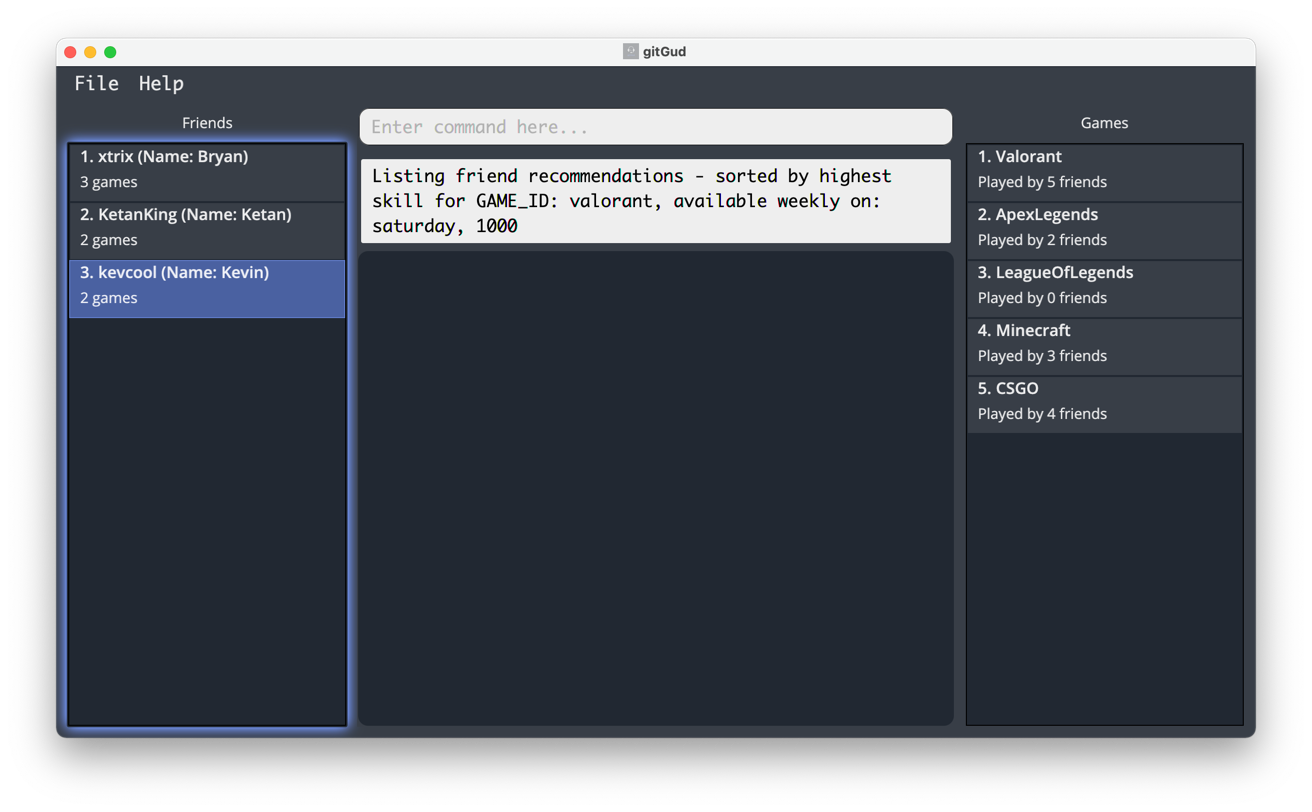 gitGud
File Help
Friends
1. xtrix (Name: Bryan)
3 games
2. KetanKing (Name: Ketan)
2 games
3. kevcool (Name: Kevin)
2 games
Enter command here...
Listing friend recommendations - sorted by highest
skill for GAME_ID: valorant, available weekly on:
saturday, 1000
Games
1. Valorant
Played by 5 friends
2. ApexLegends
Played by 2 friends
3. LeagueOfLegends
Played by 0 friends
4. Minecraft
Played by 3 friends
5. CSGO
Played by 4 friends